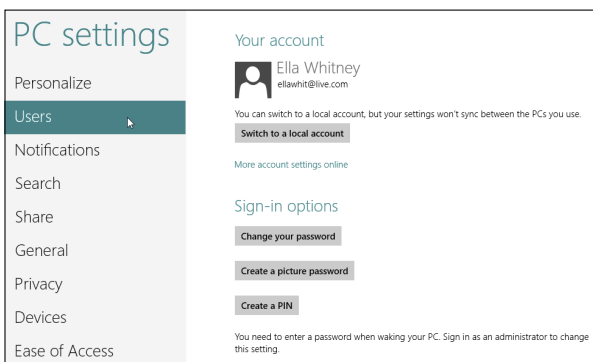 PC settings
Personalize
Users
Notifications
Search
Share
General
Privacy
Devices
Ease of Access
Your account
Ella Whitney
ellawhit@live.com
You can switch to a local account, but your settings won't sync between the PCs you use.
Switch to a local account
More account settings online
Sign-in options
Change your password
Create a picture password
Create a PIN
You need to enter a password when waking your PC. Sign in as an administrator to change
this setting.